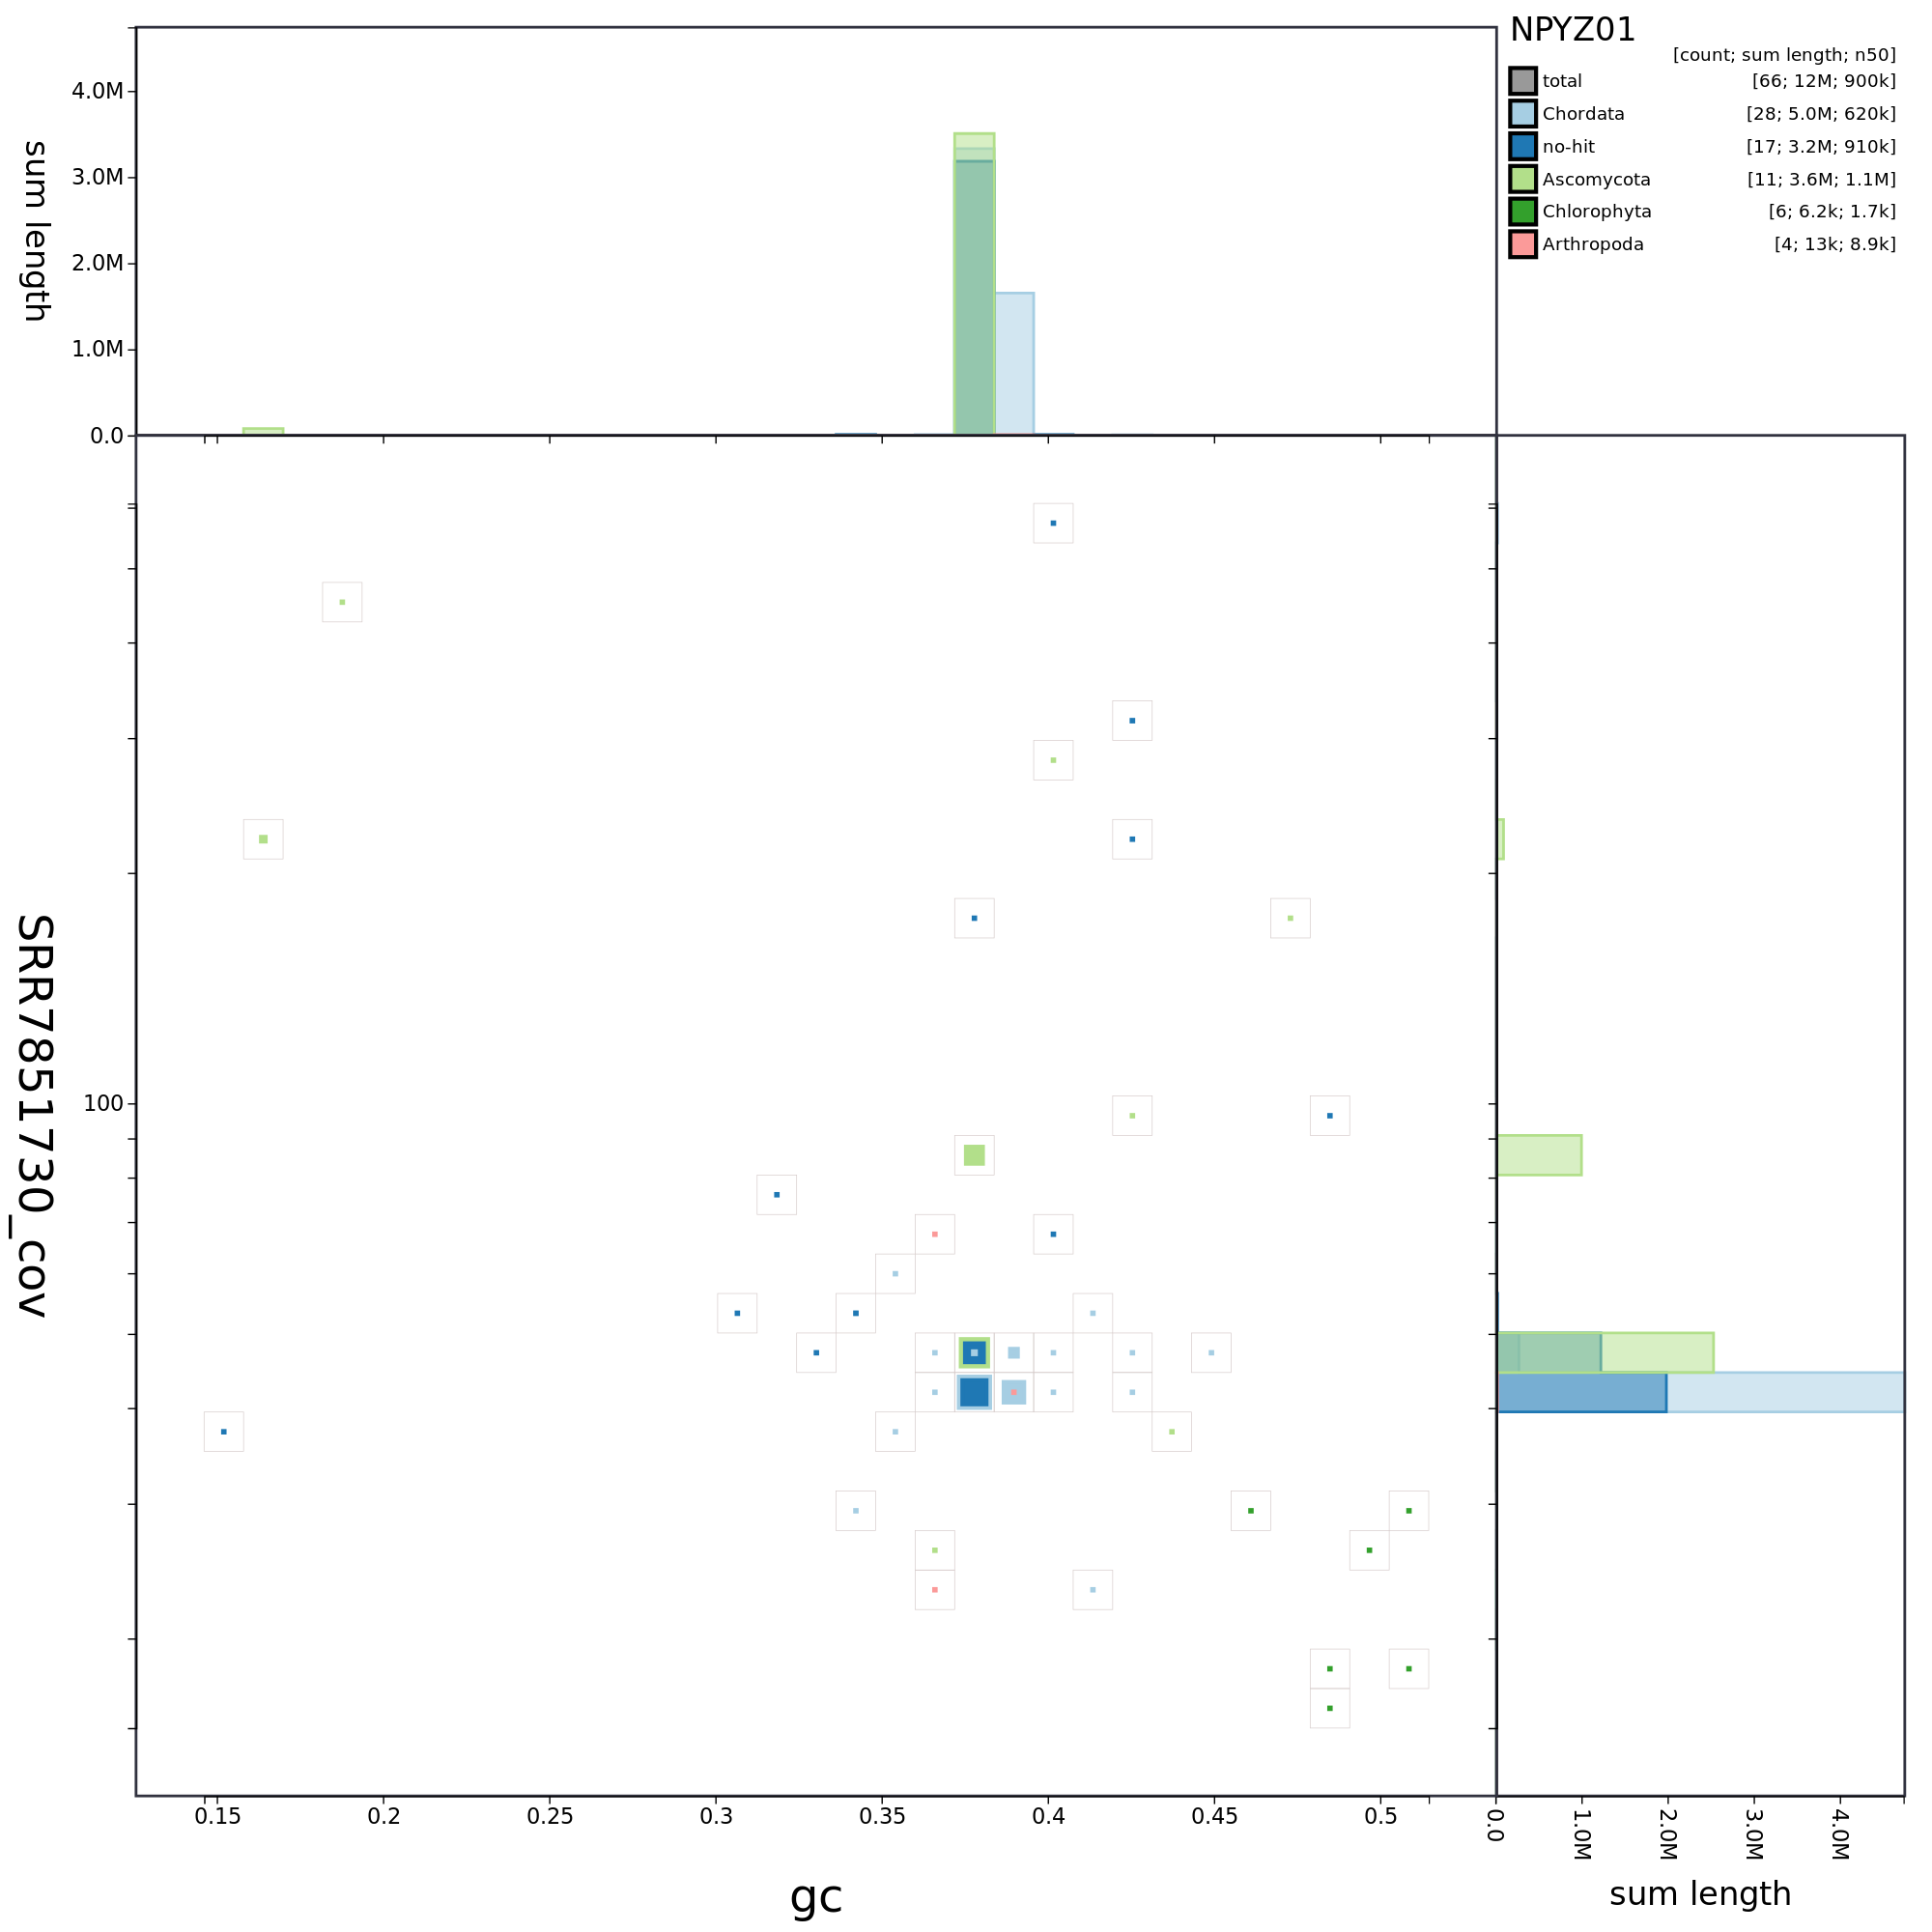 NPYZ01
[count; sum length; n50]
total [66; 12M; 900k]
Chordata [28; 5.0M; 620k]
no-hit [17; 3.2M; 910k]
Ascomycota [11; 3.6M; 1.1M]
Chlorophyta [6; 6.2k; 1.7k]
Arthropoda [4; 13k; 8.9k]
sum length
4.0M
3.0M
2.0M
1.0M
0.0
SRR7851730_cov
100
0.15 0.2 0.25 0.3 0.35 0.4 0.45 0.5
gc
0.0 1.0M 2.0M 3.0M 4.0M
sum length